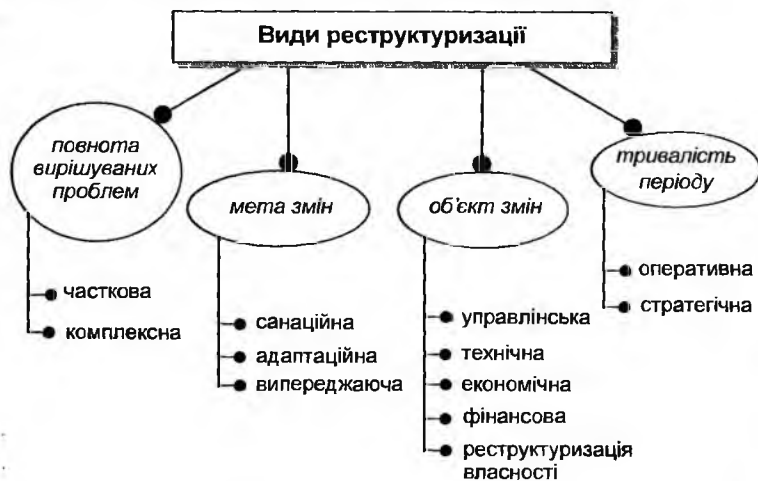 Види реструктуризації
повнота
вирішуваних
проблем
часткова
комплексна
мета змін
санаційна
адаптаційна
випереджаюча
об'єкт змін
управлінська
технічна
економічна
фінансова
реструктуризація
власності
тривалість
періоду
оперативна
стратегічна